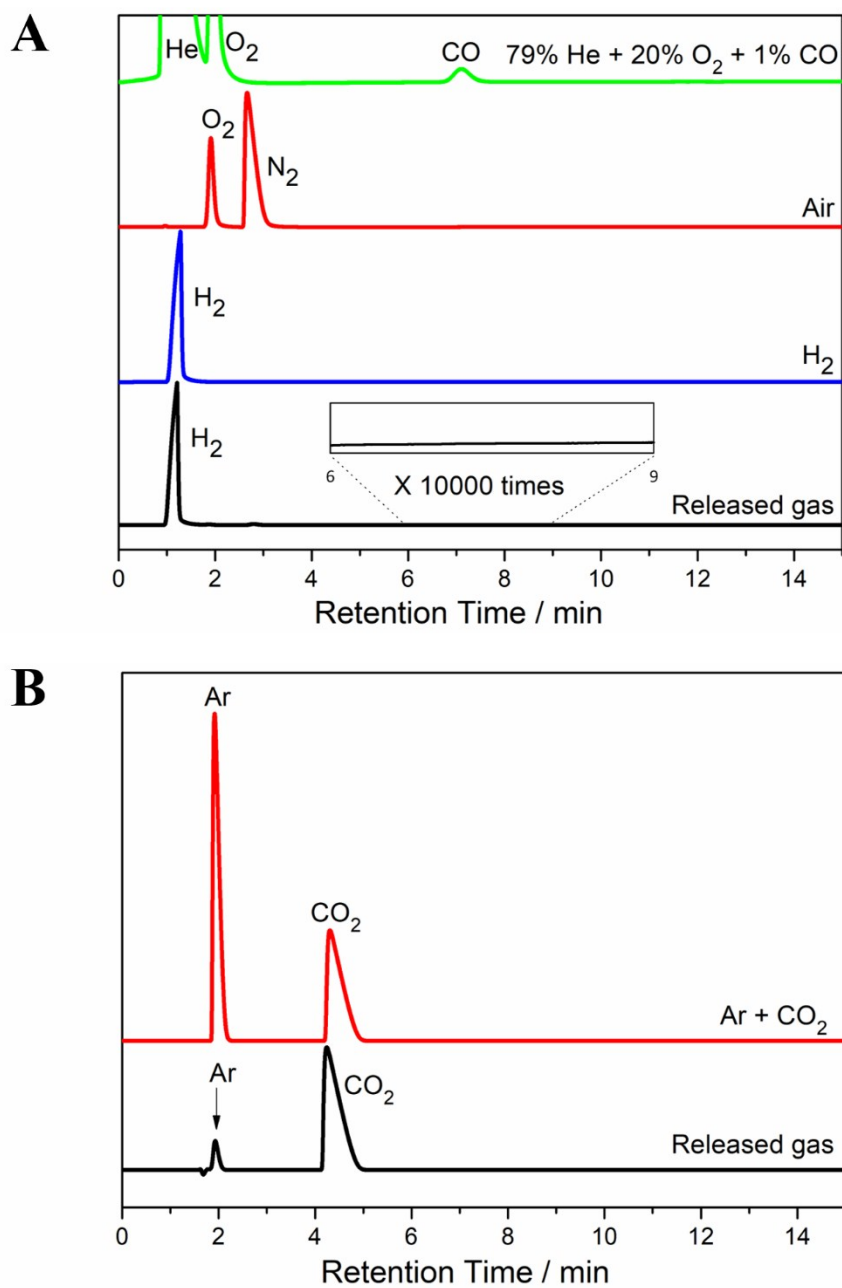 A
He O₂ CO 79% He + 20% O₂ + 1% CO
O₂
N₂
Air
H₂
H₂
H₂
6 9
X 10000 times
Released gas
0 2 4 6 8 10 12 14
Retention Time / min
B
Ar
CO₂
Ar + CO₂
Ar
CO₂
Released gas
0 2 4 6 8 10 12 14
Retention Time / min